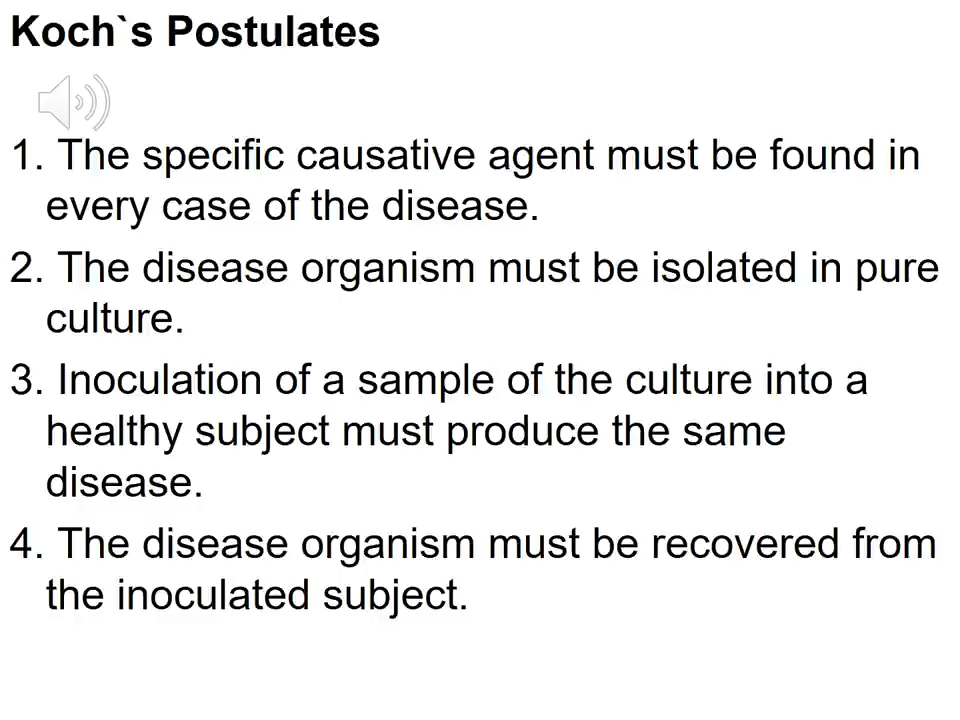 Koch`s Postulates
1. The specific causative agent must be found in
every case of the disease.
2. The disease organism must be isolated in pure
culture.
3. Inoculation of a sample of the culture into a
healthy subject must produce the same
disease.
4. The disease organism must be recovered from
the inoculated subject.